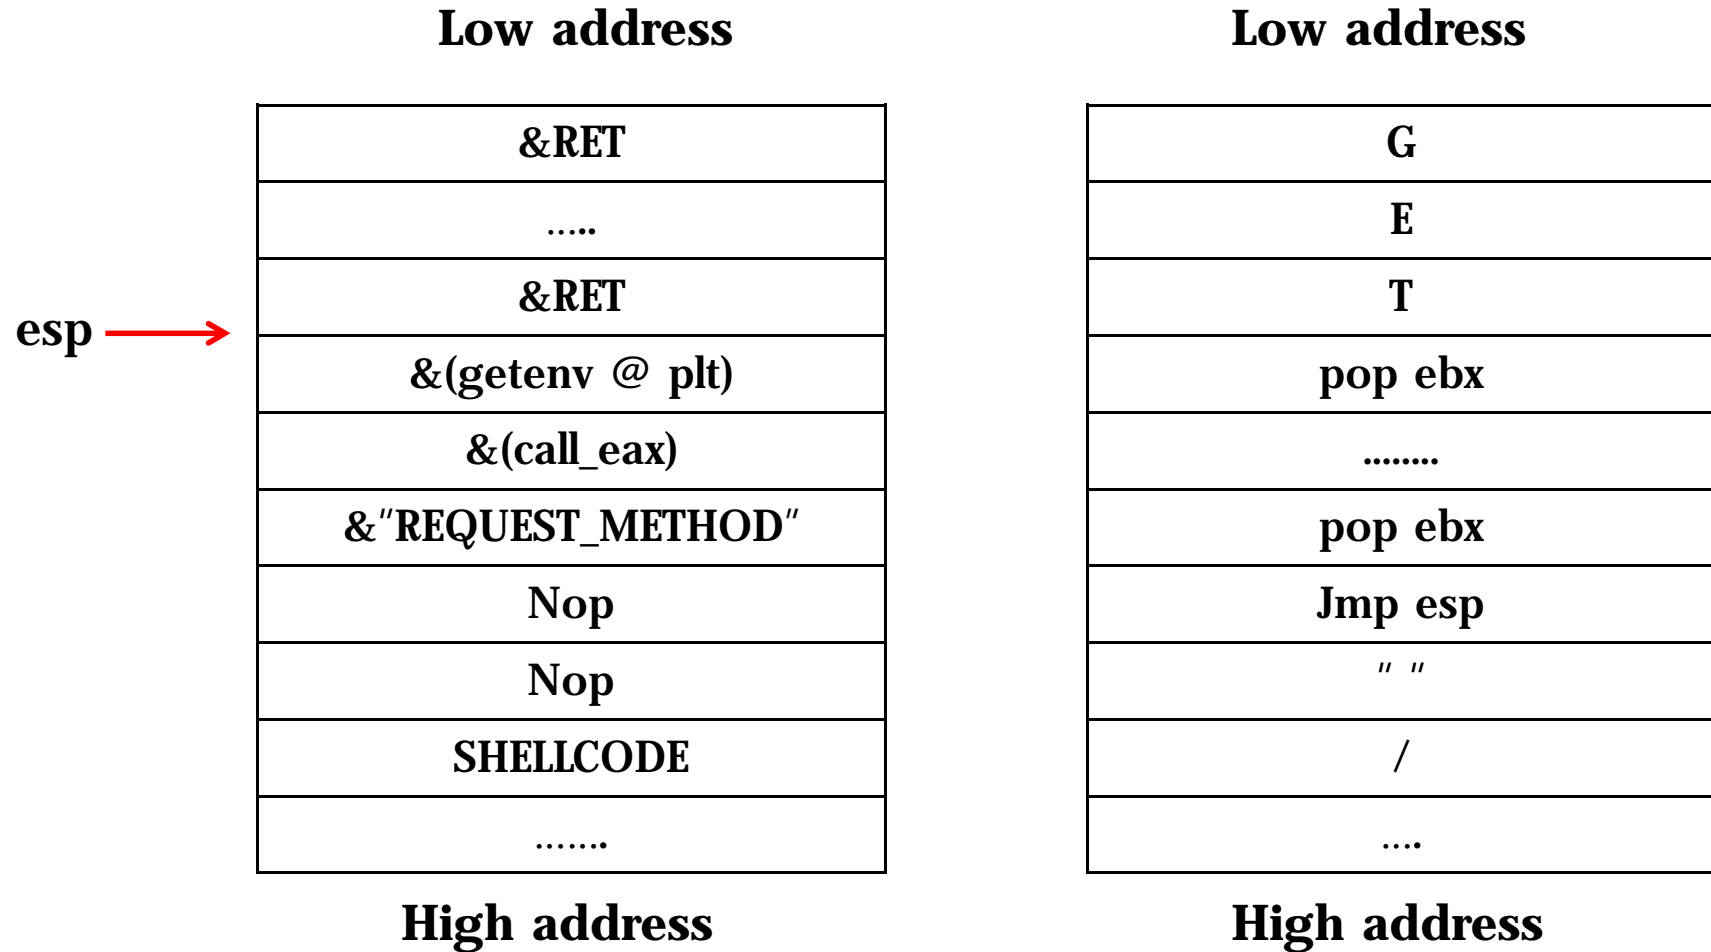 Low address
&RET
.....
&RET
esp
&(getenv @ plt)
&(call_eax)
&"REQUEST_METHOD"
Nop
Nop
SHELLCODE
.......
High address
Low address
G
E
T
pop ebx
........
pop ebx
Jmp esp
" "
/
....
High address